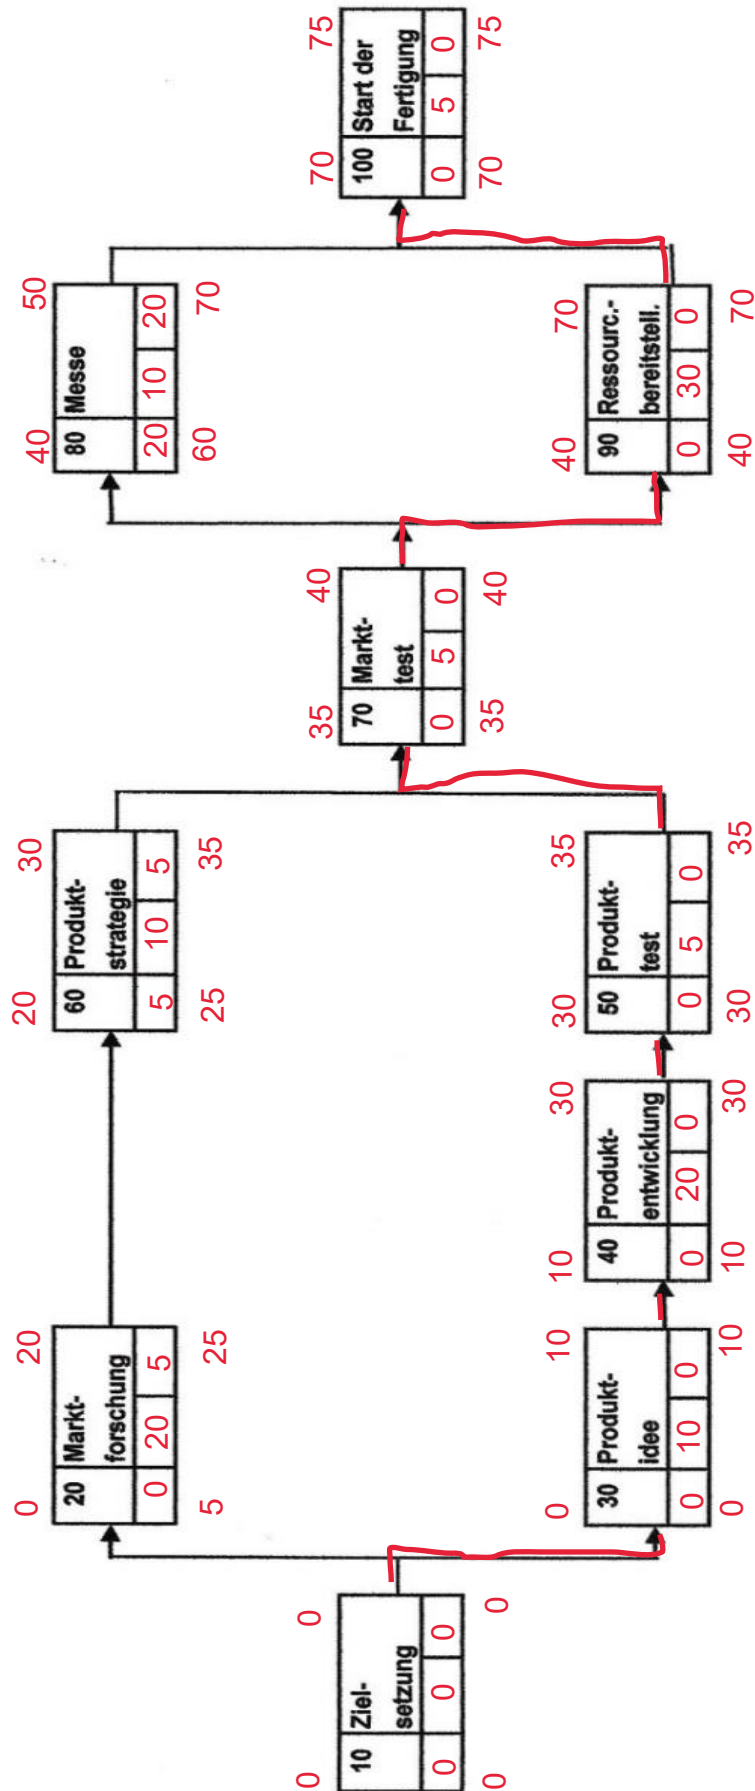 0 0
10 Ziel-
setzung
0 0 0
0 0
0 20
20 Markt-
forschung
0 20 5
5 25
0 10
30 Produkt-
idee
0 10 0
0 10
10 30
40 Produkt-
entwicklung
0 20 0
10 30
30 35
50 Produkt-
test
0 5 0
30 35
20 30
60 Produkt-
strategie
5 10 5
25 35
35 40
70 Markt-
test
0 5 0
35 40
40 50
80 Messe
20 10 20
60 70
40 70
90 Ressourc.-
bereitstell.
0 30 0
40 70
70 75
100 Start der
Fertigung
0 5 0
70 75